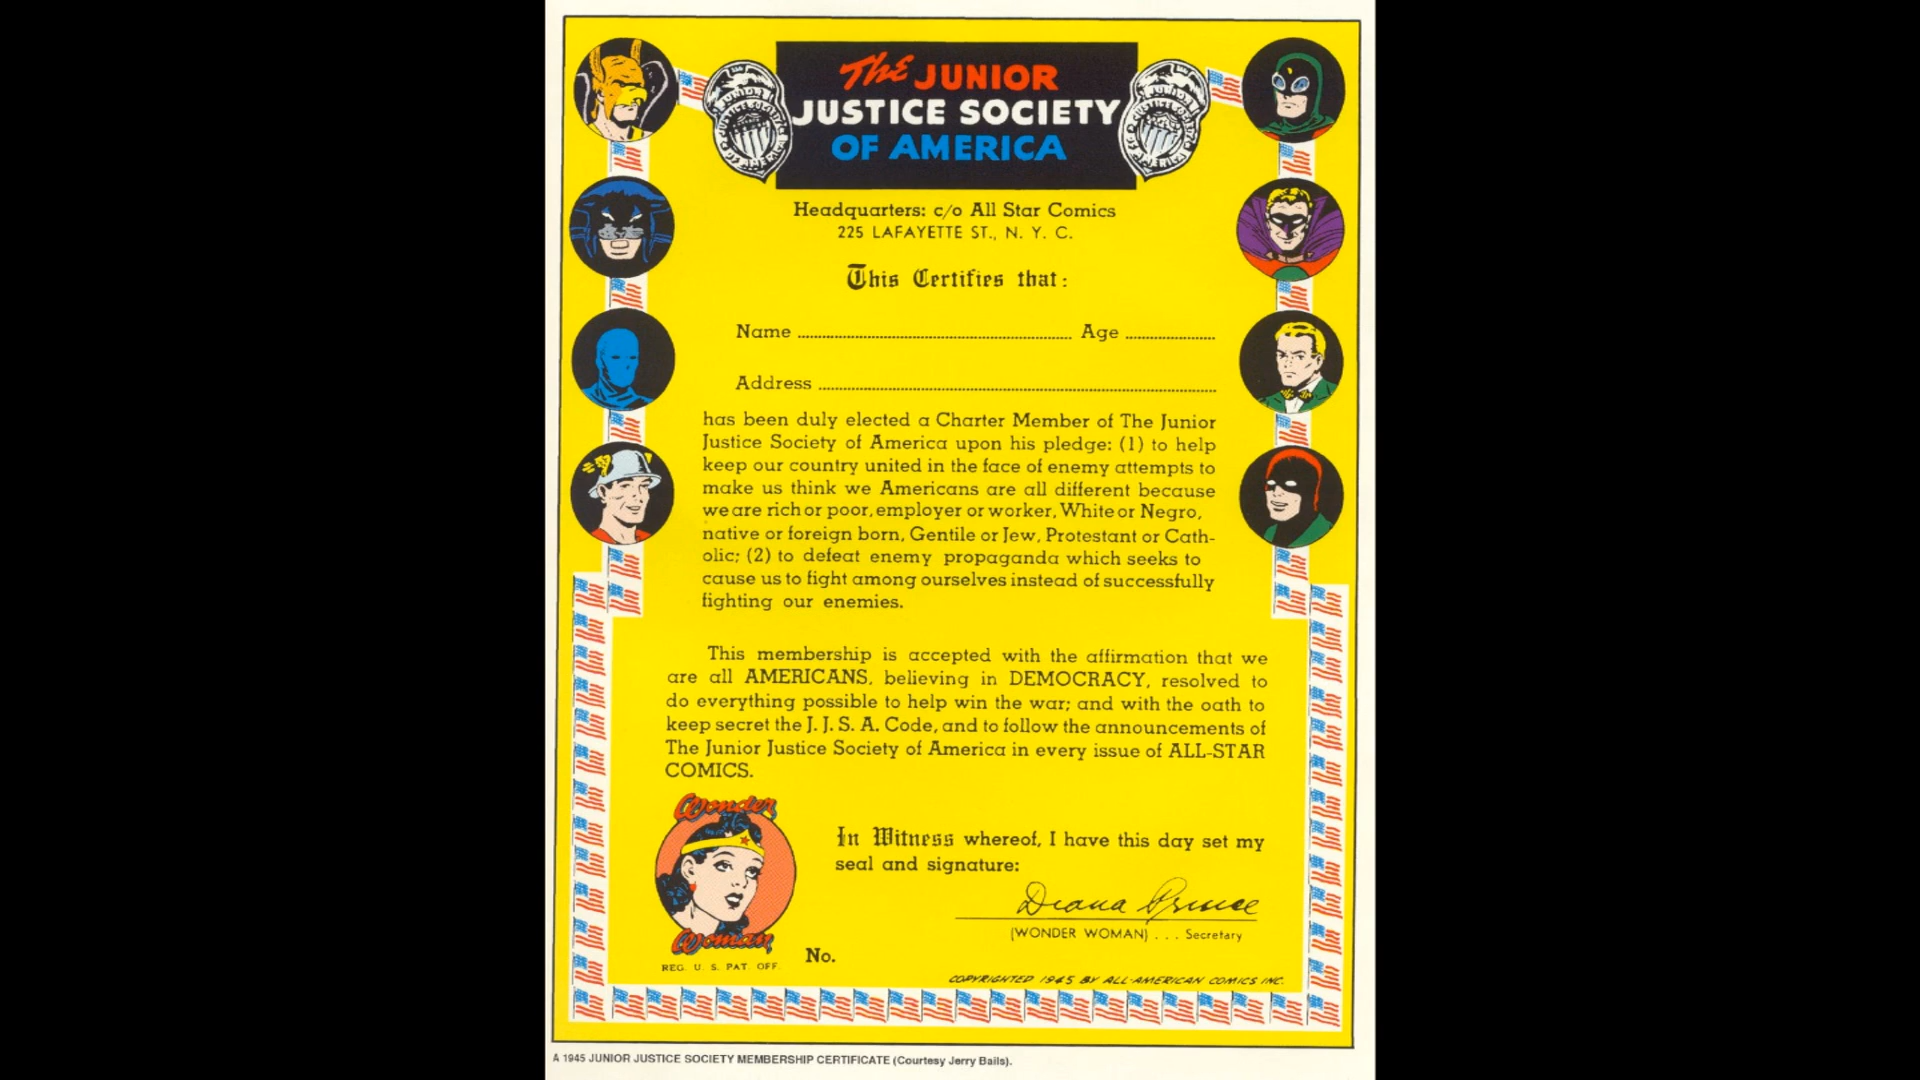 The JUNIOR
JUSTICE SOCIETY
OF AMERICA
Headquarters: c/o All Star Comics
225 LAFAYETTE ST., N. Y. C.
This Certifies that:
Name Age
Address
has been duly elected a Charter Member of The Junior
Justice Society of America upon his pledge: (1) to help
keep our country united in the face of enemy attempts to
make us think we Americans are all different because
we are rich or poor, employer or worker, White or Negro,
native or foreign born, Gentile or Jew, Protestant or Cath-
olic; (2) to defeat enemy propaganda which seeks to
cause us to fight among ourselves instead of successfully
fighting our enemies.
This membership is accepted with the affirmation that we
are all AMERICANS, believing in DEMOCRACY, resolved to
do everything possible to help win the war; and with the oath to
keep secret the J. J. S. A. Code, and to follow the announcements of
The Junior Justice Society of America in every issue of ALL-STAR
COMICS.
Wonder
Woman
REG. U. S. PAT. OFF.
No.
In Witness whereof, I have this day set my
seal and signature:
Diana Prince
(WONDER WOMAN) . . . Secretary
COPYRIGHTED 1945 BY ALL-AMERICAN COMICS INC.
A 1945 JUNIOR JUSTICE SOCIETY MEMBERSHIP CERTIFICATE (Courtesy Jerry Bails).